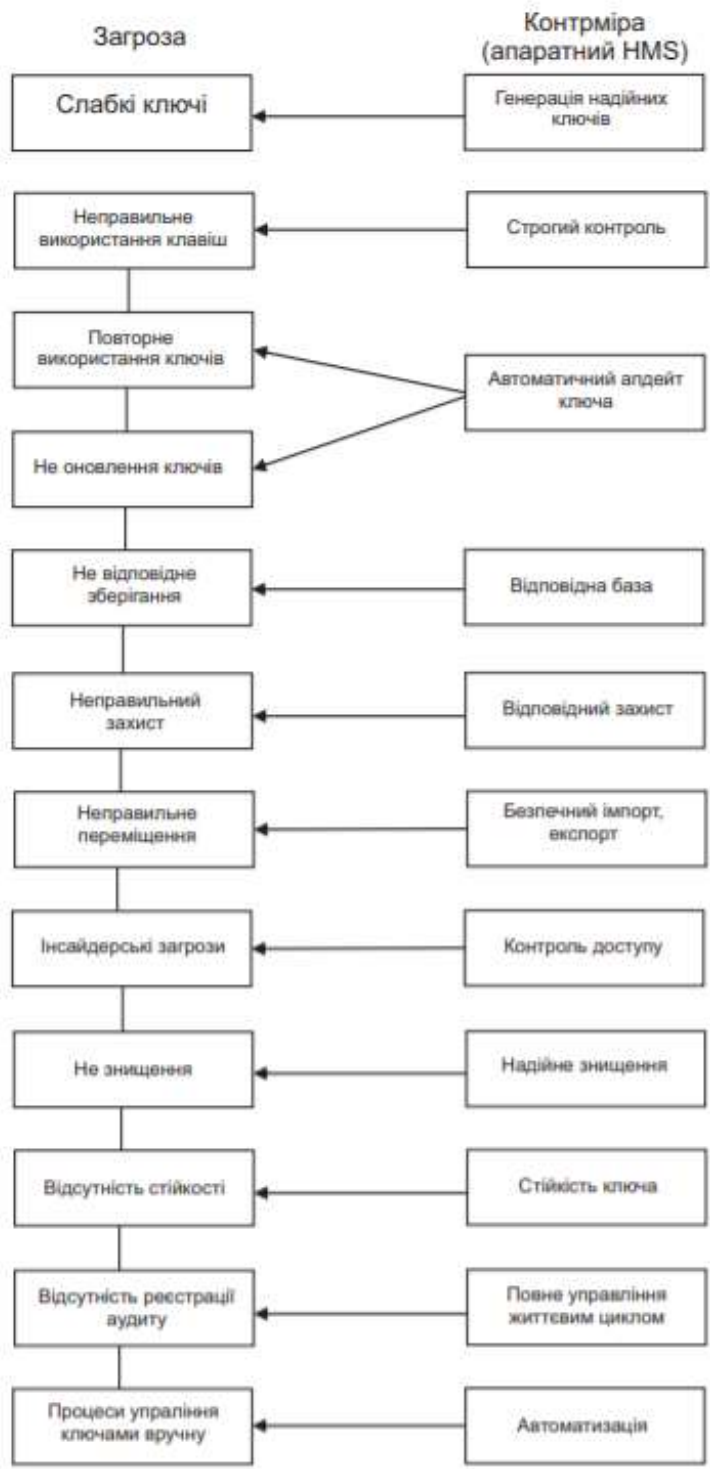 Загроза
Контрміра
(апаратний HMS)
Слабкі ключі
Генерація надійних
ключів
Неправильне
використання клавіш
Строгий контроль
Повторне
використання ключів
Автоматичний апдейт
ключа
Не оновлення ключів
Не відповідне
зберігання
Відповідна база
Неправильний
захист
Відповідний захист
Неправильне
переміщення
Безпечний імпорт,
експорт
Інсайдерські загрози
Контроль доступу
Не знищення
Надійне знищення
Відсутність стійкості
Стійкість ключа
Відсутність реєстрації
аудиту
Повне управління
життєвим циклом
Процеси упраління
ключами вручну
Автоматизація